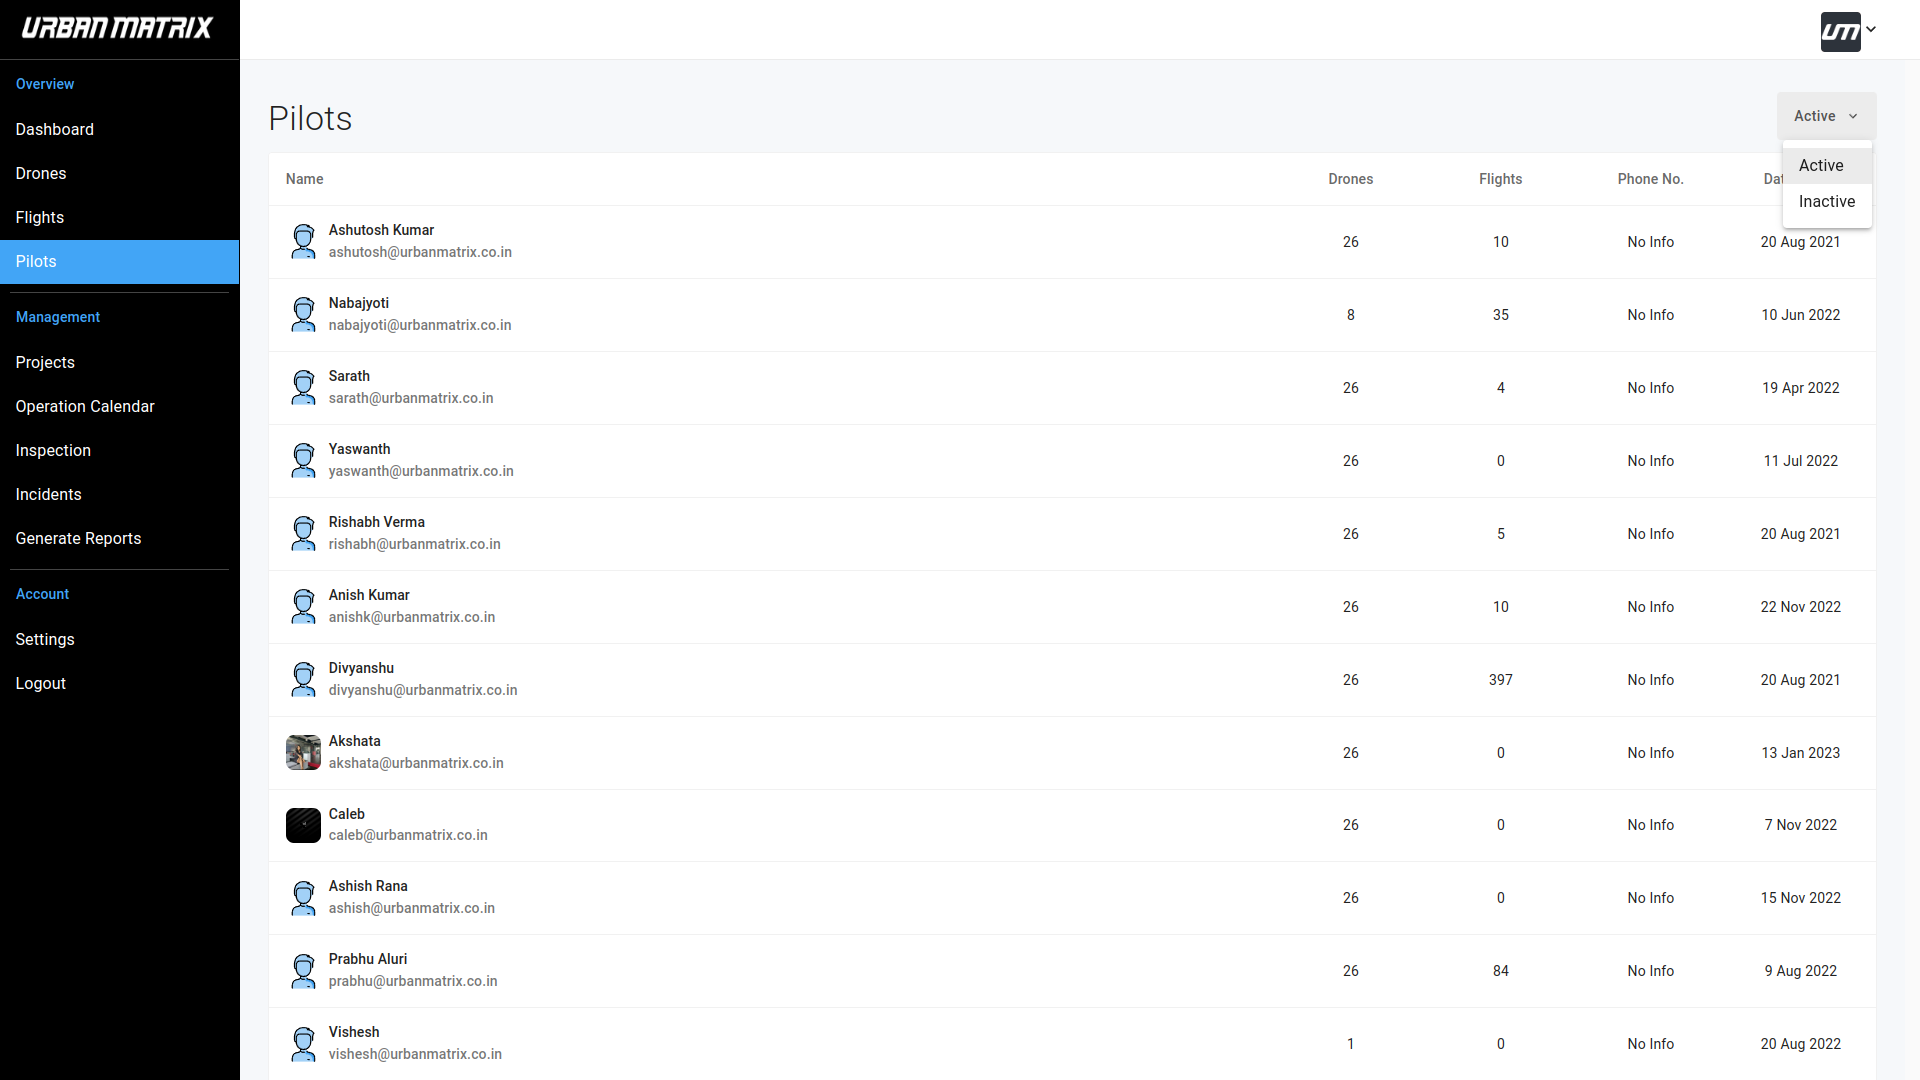 URBAN MATRIX
um
Overview
Dashboard
Drones
Flights
Pilots
Management
Projects
Operation Calendar
Inspection
Incidents
Generate Reports
Account
Settings
Logout
Pilots
Active
Active
Inactive
Name Drones Flights Phone No. Dat
Ashutosh Kumar
ashutosh@urbanmatrix.co.in
26 10 No Info 20 Aug 2021
Nabajyoti
nabajyoti@urbanmatrix.co.in
8 35 No Info 10 Jun 2022
Sarath
sarath@urbanmatrix.co.in
26 4 No Info 19 Apr 2022
Yaswanth
yaswanth@urbanmatrix.co.in
26 0 No Info 11 Jul 2022
Rishabh Verma
rishabh@urbanmatrix.co.in
26 5 No Info 20 Aug 2021
Anish Kumar
anishk@urbanmatrix.co.in
26 10 No Info 22 Nov 2022
Divyanshu
divyanshu@urbanmatrix.co.in
26 397 No Info 20 Aug 2021
Akshata
akshata@urbanmatrix.co.in
26 0 No Info 13 Jan 2023
Caleb
caleb@urbanmatrix.co.in
26 0 No Info 7 Nov 2022
Ashish Rana
ashish@urbanmatrix.co.in
26 0 No Info 15 Nov 2022
Prabhu Aluri
prabhu@urbanmatrix.co.in
26 84 No Info 9 Aug 2022
Vishesh
vishesh@urbanmatrix.co.in
1 0 No Info 20 Aug 2022